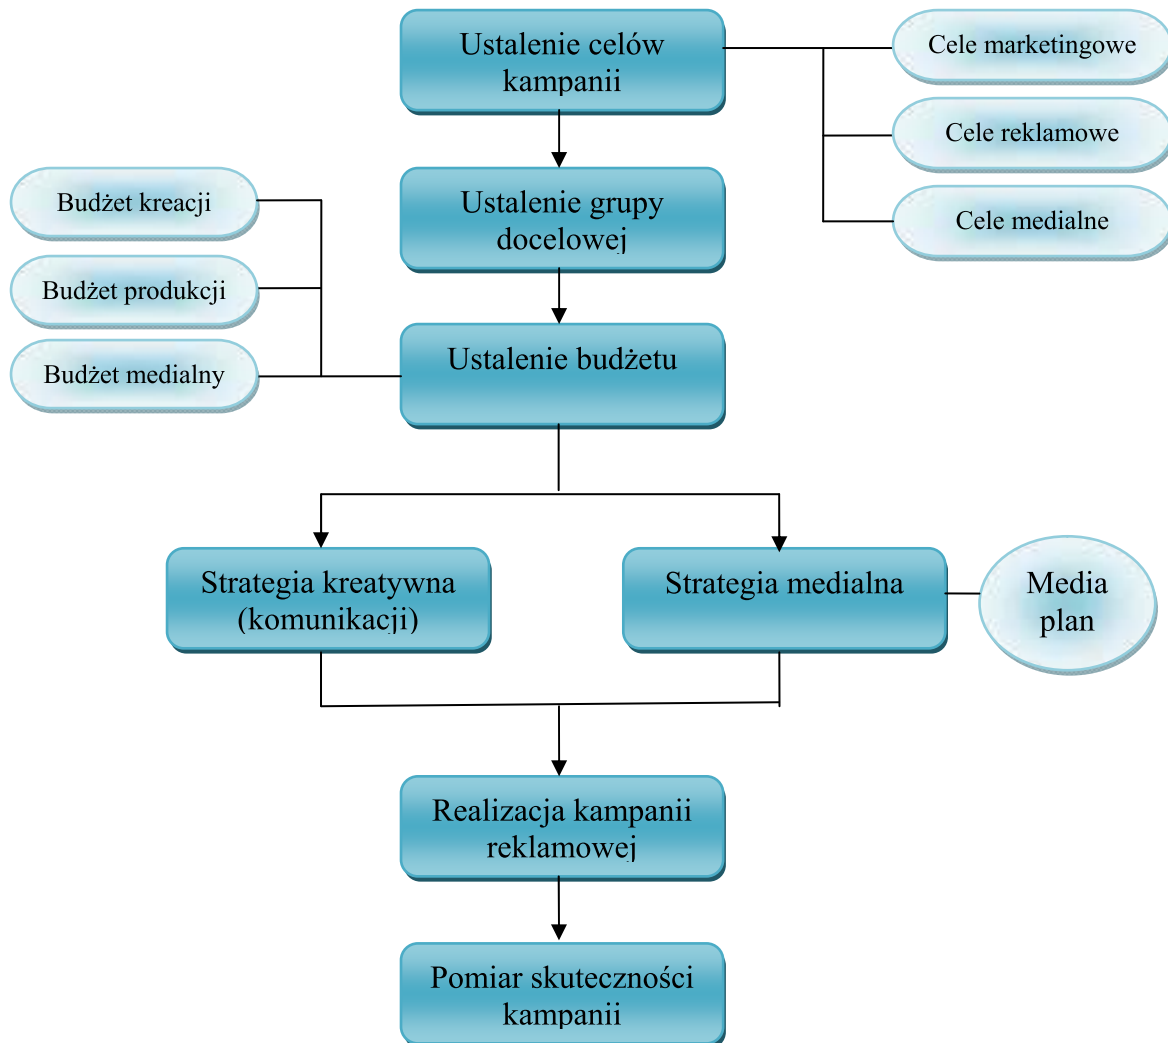 Ustalenie celów
kampanii
Cele marketingowe
Cele reklamowe
Cele medialne
Ustalenie grupy
docelowej
Budżet kreacji
Budżet produkcji
Budżet medialny
Ustalenie budżetu
Strategia kreatywna
(komunikacji)
Strategia medialna
Media
plan
Realizacja kampanii
reklamowej
Pomiar skuteczności
kampanii